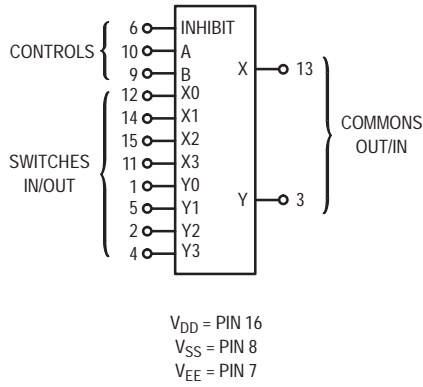 CONTROLS
SWITCHES
IN/OUT
6 INHIBIT
10 A
9 B
12 X0
14 X1
15 X2
11 X3
1 Y0
5 Y1
2 Y2
4 Y3
X 13
Y 3
COMMONS
OUT/IN
VDD = PIN 16
VSS = PIN 8
VEE = PIN 7